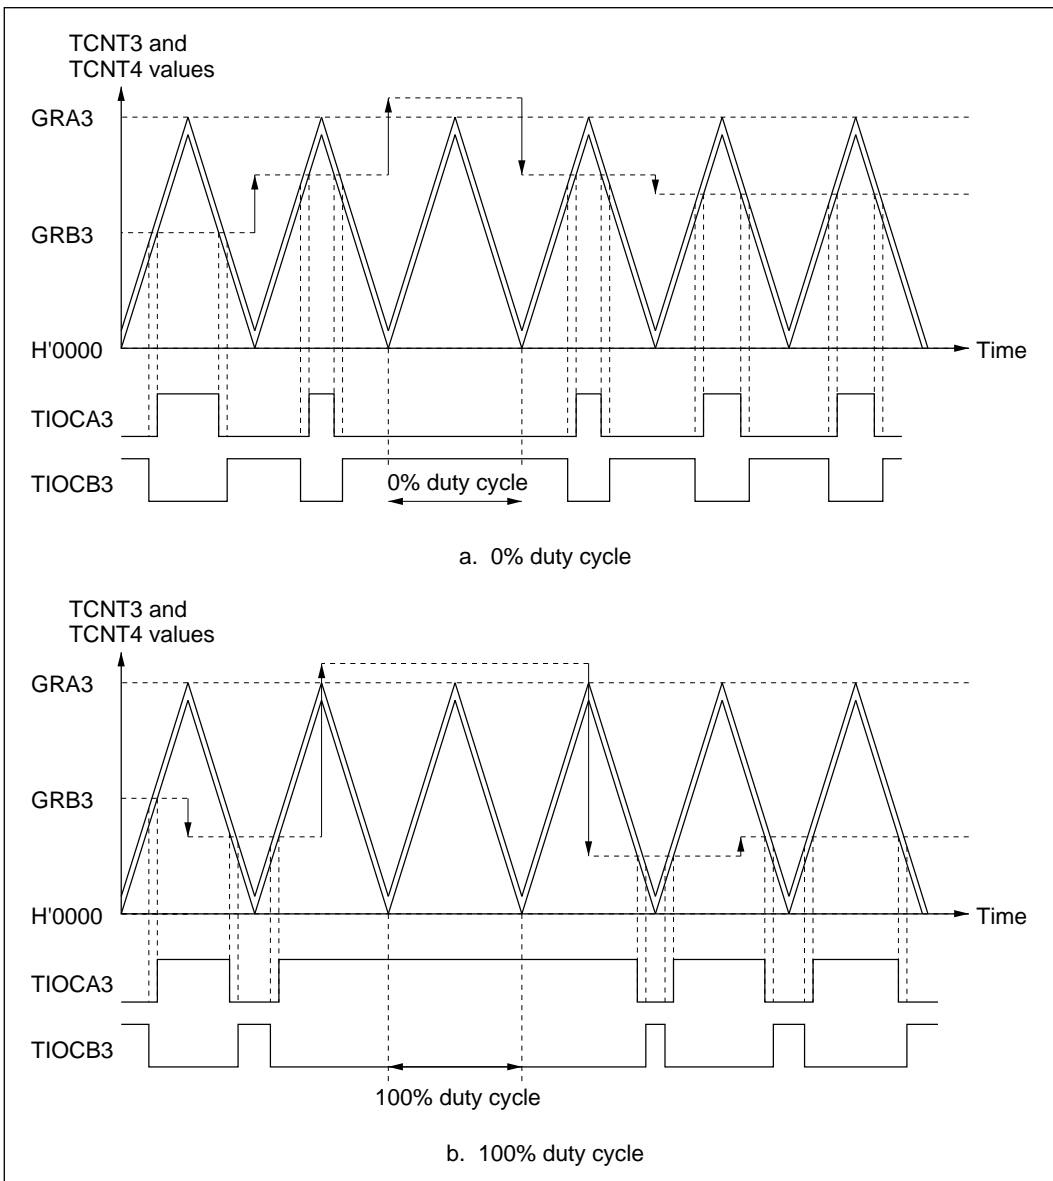 TCNT3 and
TCNT4 values
GRA3
GRB3
H'0000
Time
TIOCA3
TIOCB3
0% duty cycle
a. 0% duty cycle
TCNT3 and
TCNT4 values
GRA3
GRB3
H'0000
Time
TIOCA3
TIOCB3
100% duty cycle
b. 100% duty cycle